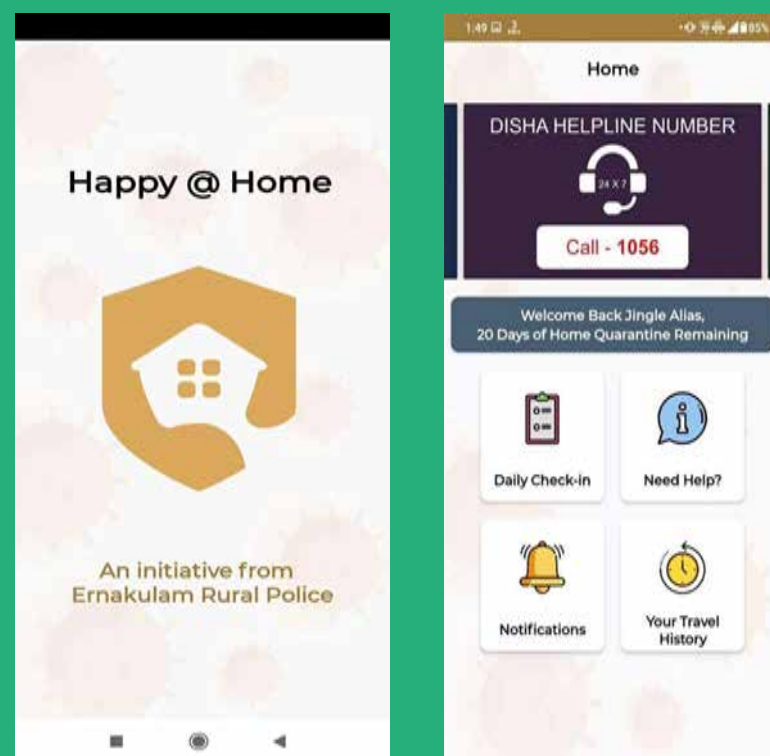 Happy @ Home
An initiative from
Ernakulam Rural Police
1:49
85%
Home
DISHA HELPLINE NUMBER
24 X 7
Call - 1056
Welcome Back Jingle Alias,
20 Days of Home Quarantine Remaining
Daily Check-in
Need Help?
Notifications
Your Travel
History